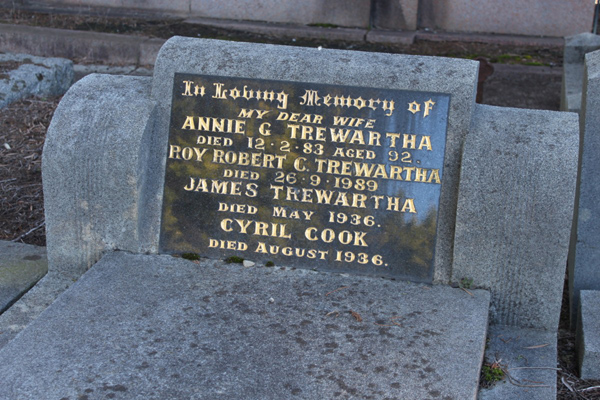 In Loving Memory of
MY DEAR WIFE
ANNIE G TREWARTHA
DIED 12·2·83 AGED 92.
ROY ROBERT C. TREWARTHA
DIED 26·9·1989
JAMES TREWARTHA
DIED MAY 1936.
CYRIL COOK
DIED AUGUST 1936.